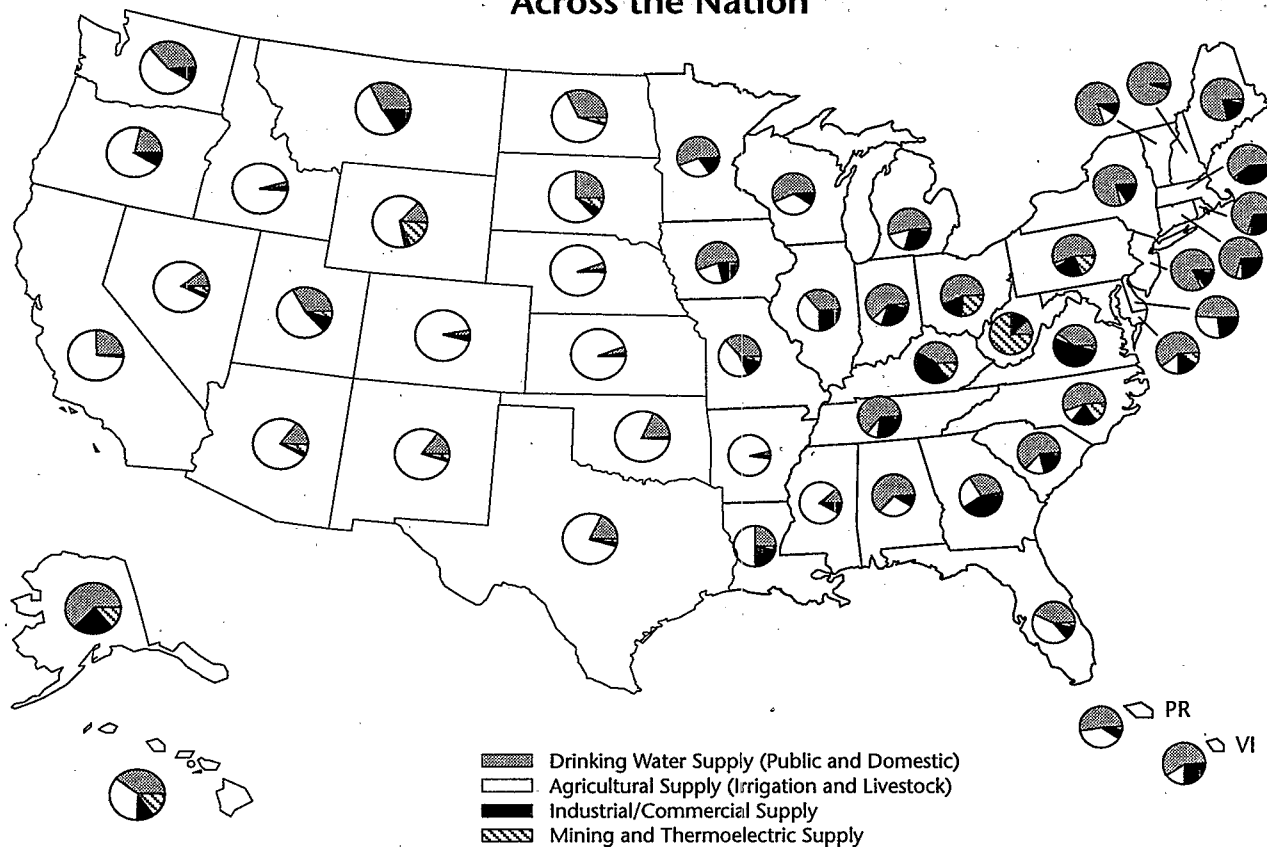 Across the Nation
PR
VI
Drinking Water Supply (Public and Domestic)
Agricultural Supply (Irrigation and Livestock)
Industrial/Commercial Supply
Mining and Thermoelectric Supply